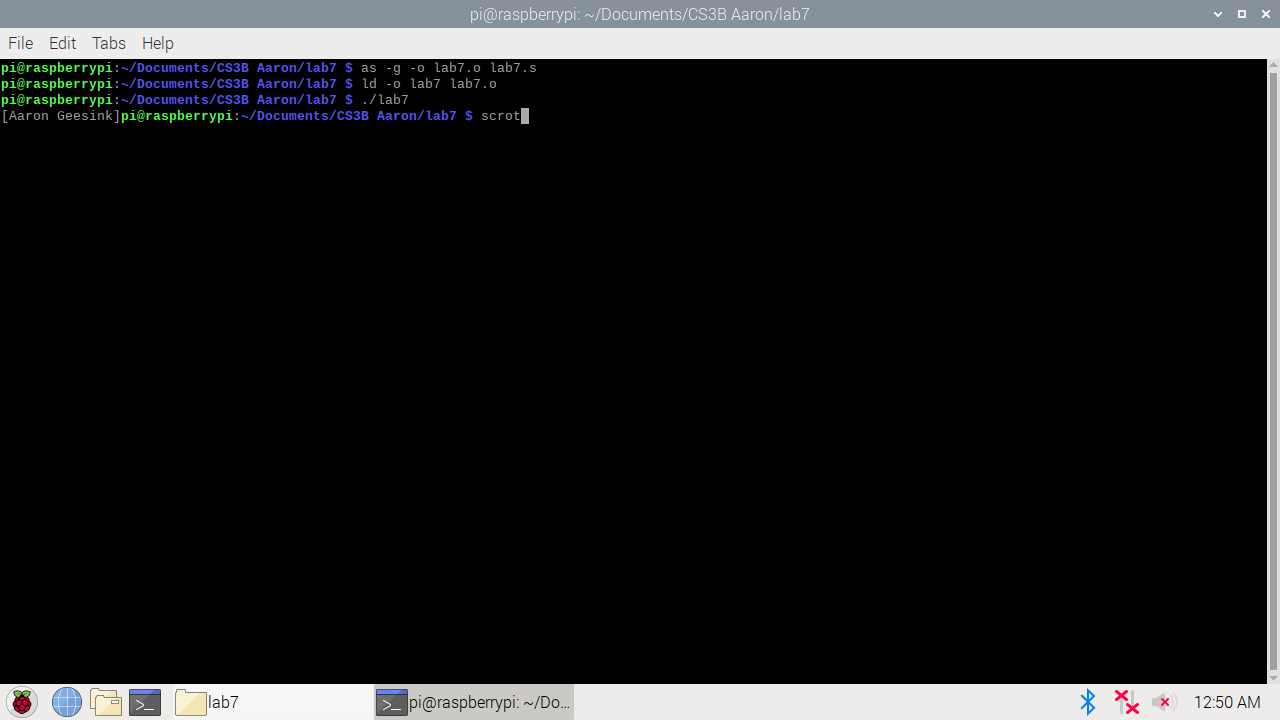 pi@raspberrypi: ~/Documents/CS3B Aaron/lab7
File Edit Tabs Help
pi@raspberrypi:~/Documents/CS3B Aaron/lab7 $ as -g -o lab7.o lab7.s
pi@raspberrypi:~/Documents/CS3B Aaron/lab7 $ ld -o lab7 lab7.o
pi@raspberrypi:~/Documents/CS3B Aaron/lab7 $ ./lab7
[Aaron Geesink]pi@raspberrypi:~/Documents/CS3B Aaron/lab7 $ scrot
lab7 pi@raspberrypi: ~/Do... 12:50 AM